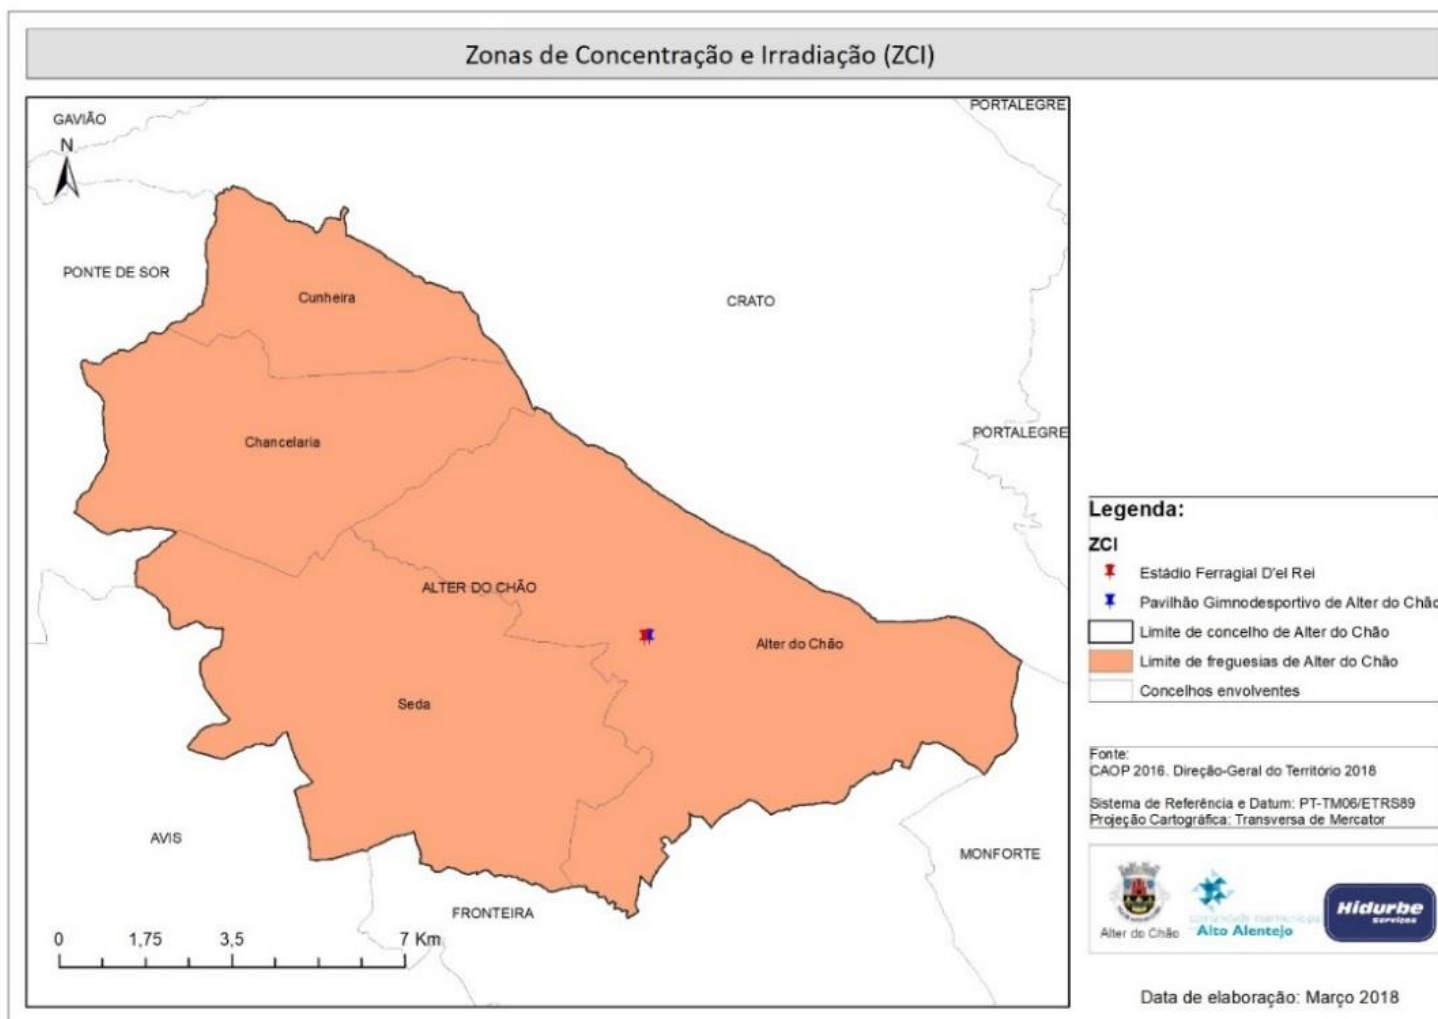 Zonas de Concentração e Irradiação (ZCI)
GAVIÃO
PORTALEGRE
N
PONTE DE SOR
Cunheira
CRATO
Chancelaria
PORTALEGRE
ALTER DO CHÃO
Alter do Chão
Seda
AVIS
MONFORTE
FRONTEIRA
0 1,75 3,5 7 Km
Legenda:
ZCI
Estádio Ferragial D'el Rei
Pavilhão Gimnodesportivo de Alter do Chão
Limite de concelho de Alter do Chão
Limite de freguesias de Alter do Chão
Concelhos envolventes
Fonte:
CAOP 2016. Direção-Geral do Território 2018
Sistema de Referência e Datum: PT-TM06/ETRS89
Projeção Cartográfica: Transversa de Mercator
Alter do Chão
Alto Alentejo
Hidurbe
Serviços
Data de elaboração: Março 2018